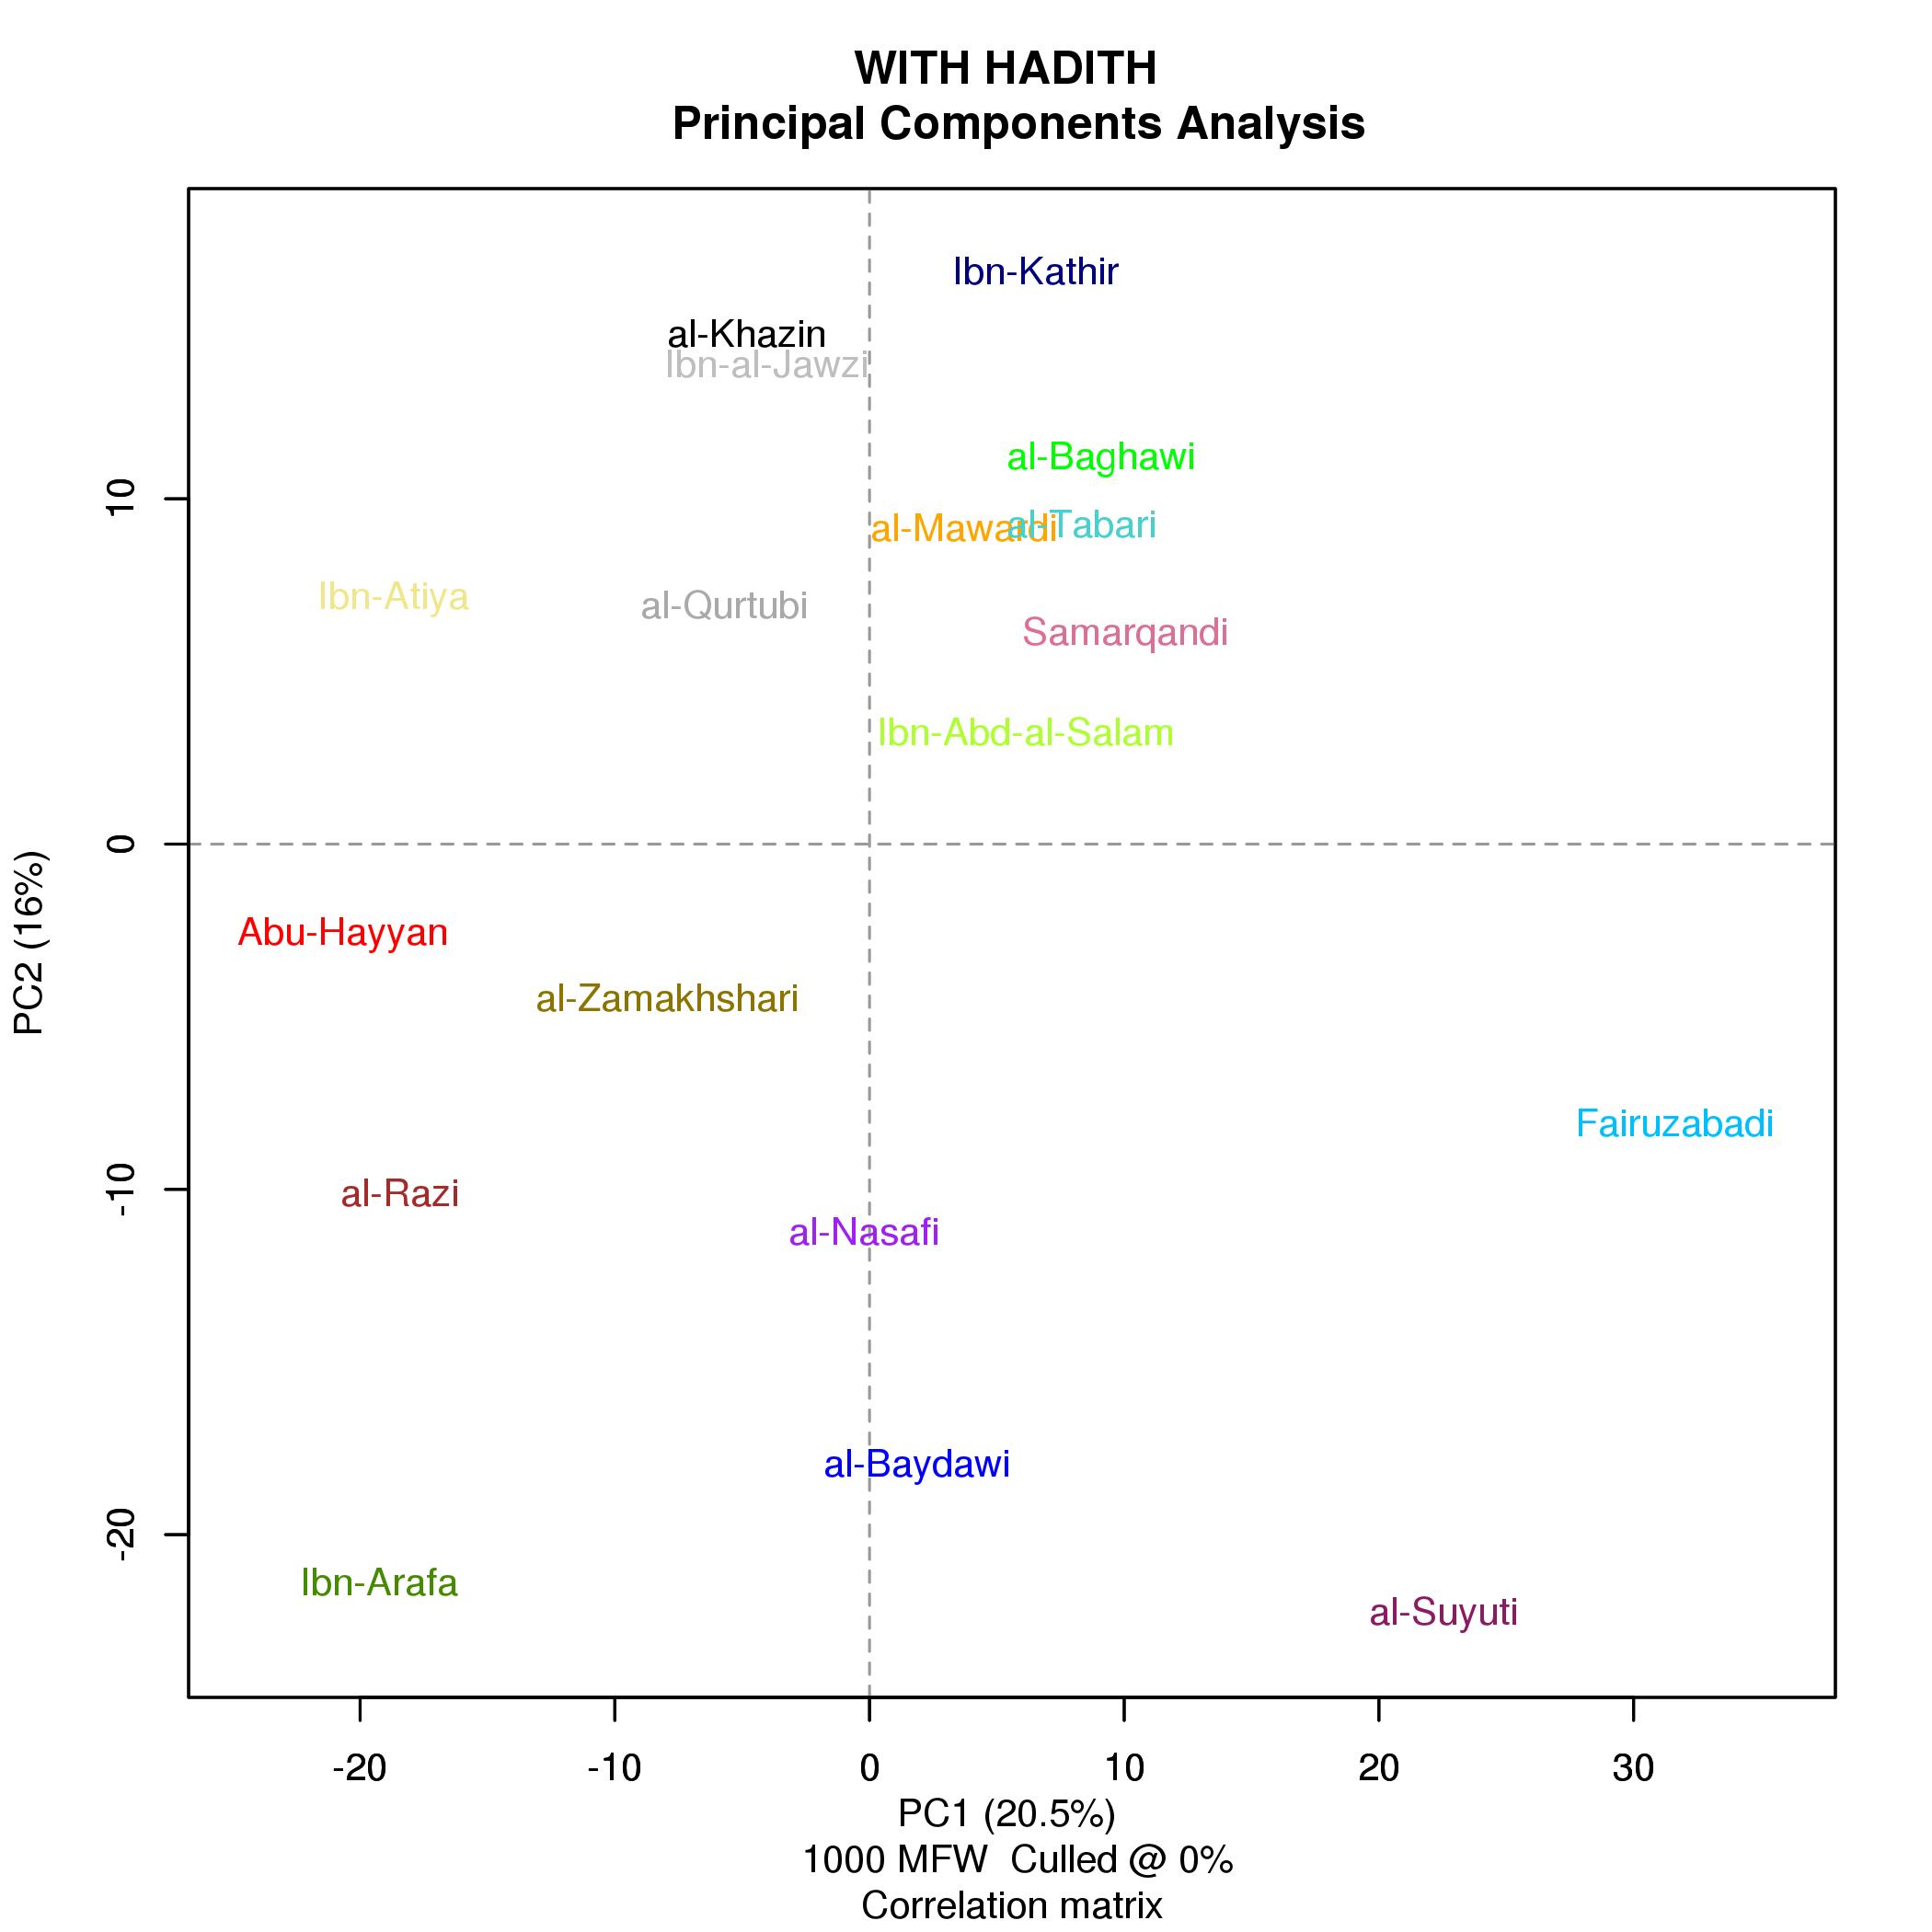 WITH HADITH
Principal Components Analysis
Ibn-Kathir
al-Khazin
Ibn-al-Jawzi
al-Baghawi
10
al-Mawardi
al-Tabari
Ibn-Atiya
al-Qurtubi
Samarqandi
Ibn-Abd-al-Salam
0
PC2 (16%)
Abu-Hayyan
al-Zamakhshari
Fairuzabadi
-10
al-Razi
al-Nasafi
al-Baydawi
-20
Ibn-Arafa
al-Suyuti
-20 -10 0 10 20 30
PC1 (20.5%)
1000 MFW Culled @ 0%
Correlation matrix